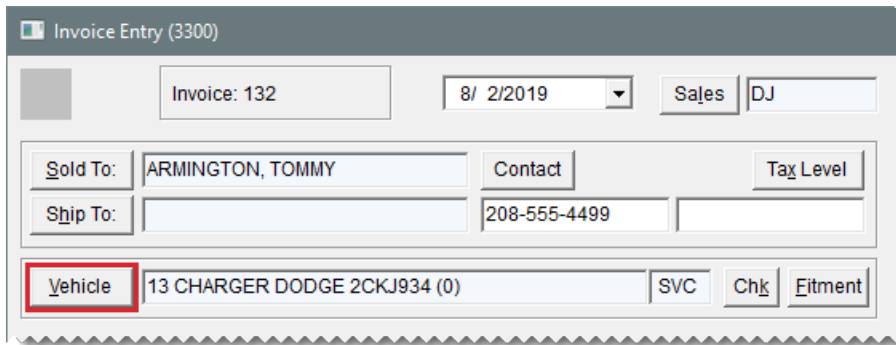 Invoice Entry (3300)
Invoice: 132 8/ 2/2019 Sales DJ
Sold To: ARMINGTON, TOMMY Contact Tax Level
Ship To: 208-555-4499
Vehicle 13 CHARGER DODGE 2CKJ934 (0) SVC Chk Fitment